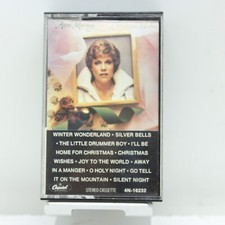 WINTER WONDERLAND • SILVER BELLS
• THE LITTLE DRUMMER BOY • I'LL BE
HOME FOR CHRISTMAS • CHRISTMAS
WISHES • JOY TO THE WORLD • AWAY
IN A MANGER • O HOLY NIGHT • GO TELL
IT ON THE MOUNTAIN • SILENT NIGHT
Capitol
STEREO CASSETTE
4N-16232